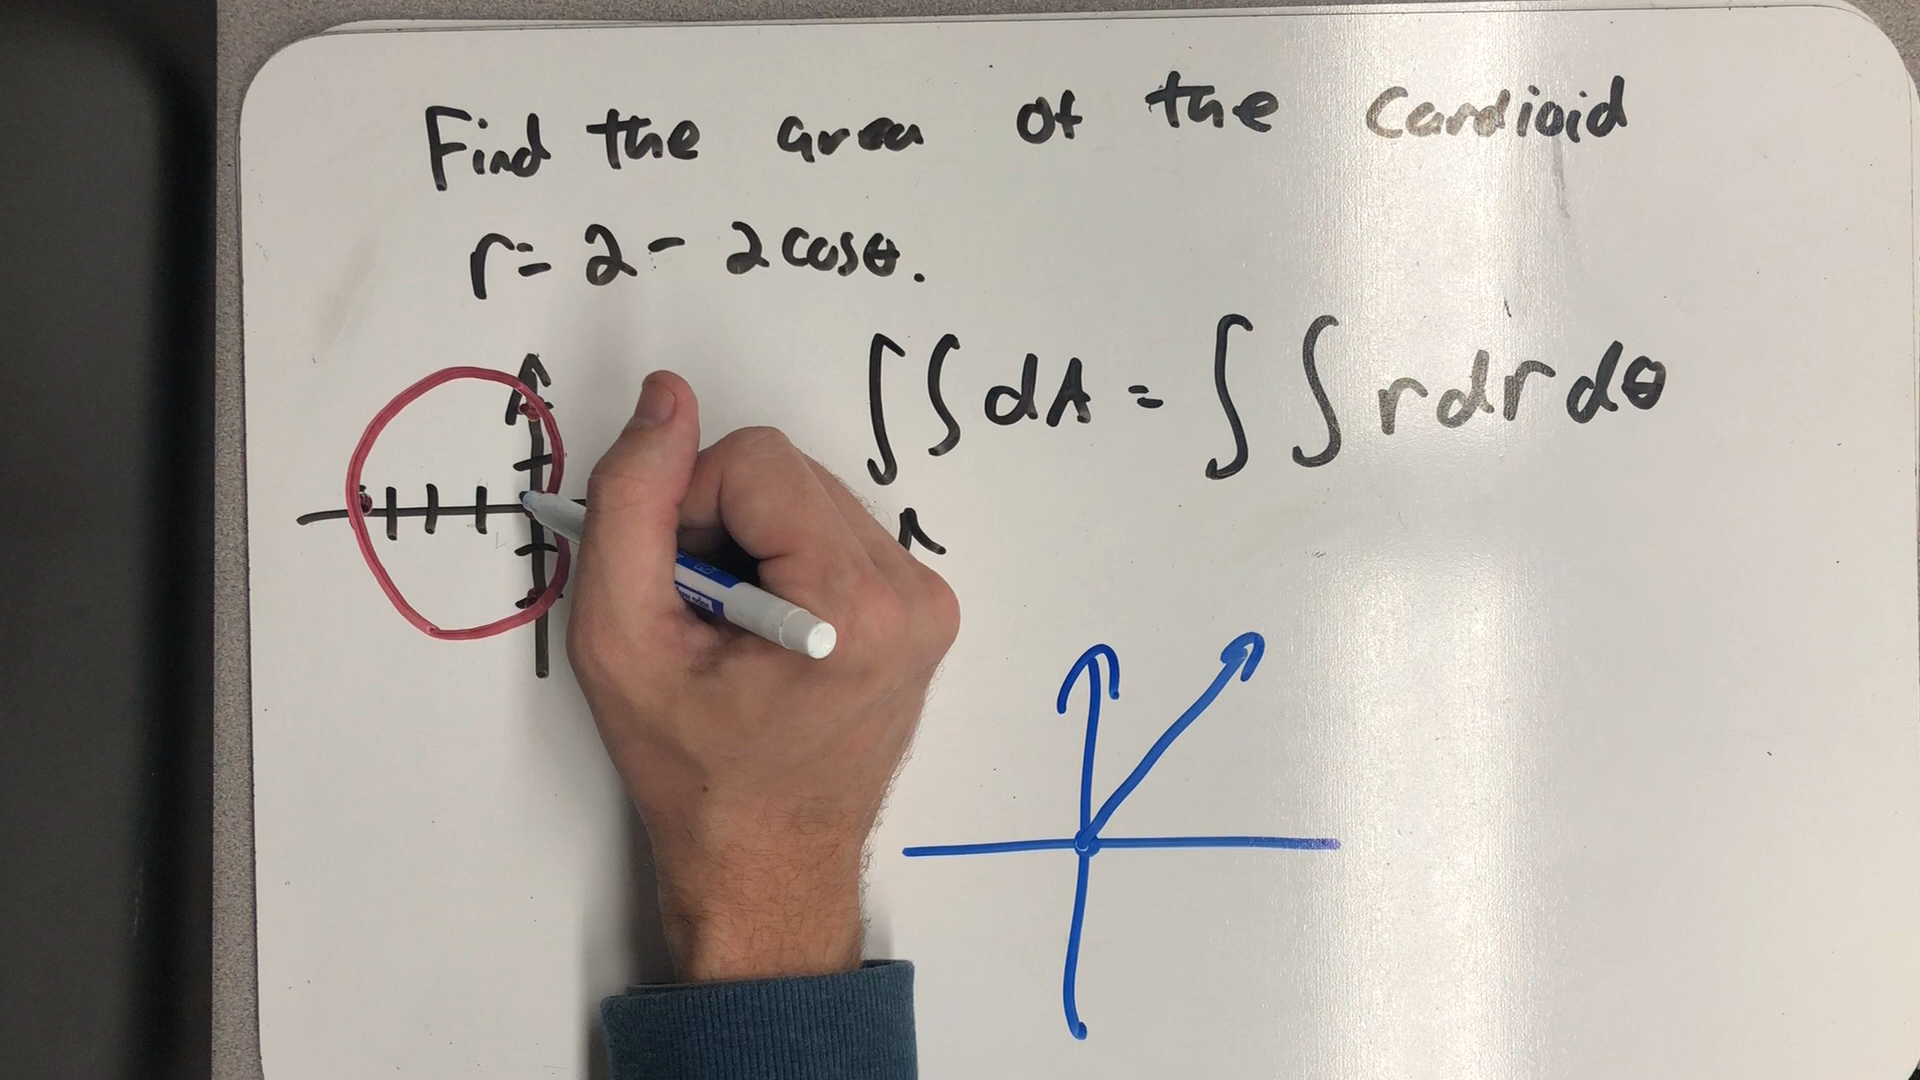 Find the area of the Cardioid
r = 2 - 2cosθ.
∫∫ dA = ∫∫ r dr dθ